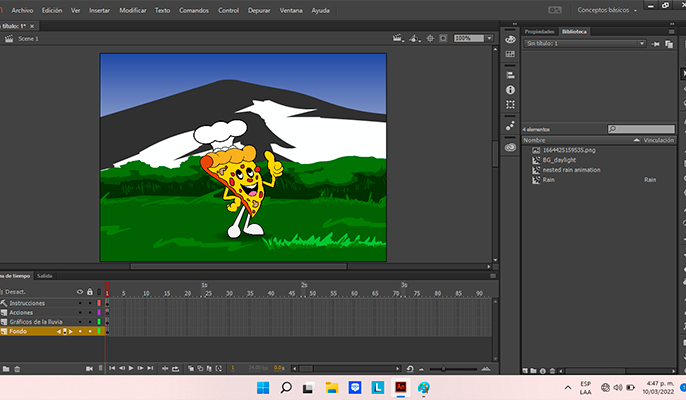 Archivo Edición Ver Insertar Modificar Texto Comandos Control Depurar Ventana Ayuda Conceptos básicos
n título: 1* ×
Scene 1 100%
Propiedades Biblioteca
Sin título: 1
4 elementos
Nombre Vinculación
1664425159535.png
BG_daylight
nested rain animation
Rain Rain
ea de tiempo Salida
1s 2s 3s
Desact. 1 5 10 15 20 25 30 35 40 45 50 55 60 65 70 75 80 85 90
Instrucciones
Acciones
Gráficos de la lluvia
Fondo
1 24.00 fps 0.0 s
An
ESP
LAA
4:47 p. m.
10/03/2022